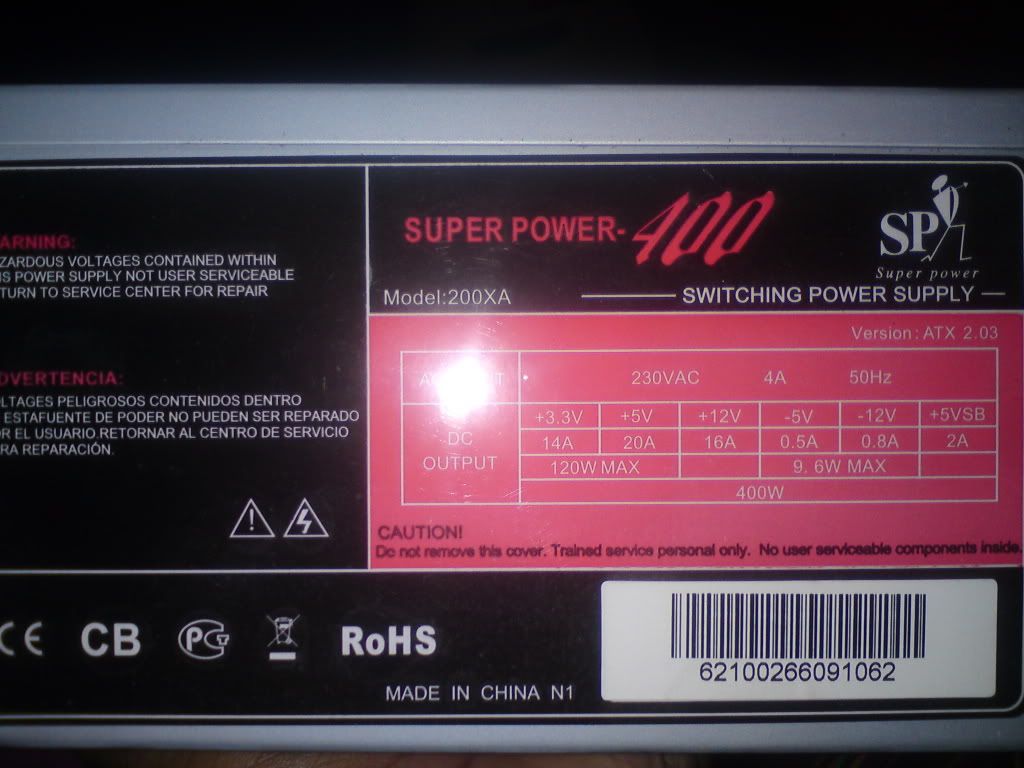 ARNING:
ZARDOUS VOLTAGES CONTAINED WITHIN
IS POWER SUPPLY NOT USER SERVICEABLE
TURN TO SERVICE CENTER FOR REPAIR
DVERTENCIA:
LTAGES PELIGROSOS CONTENIDOS DENTRO
ESTAFUENTE DE PODER NO PUEDEN SER REPARADO
OR EL USUARIO.RETORNAR AL CENTRO DE SERVICIO
RA REPARACIÓN.
SUPER POWER-400
SP
Super power
Model:200XA
SWITCHING POWER SUPPLY
Version: ATX 2.03
230VAC 4A 50Hz
DC OUTPUT
+3.3V +5V +12V -5V -12V +5VSB
14A 20A 16A 0.5A 0.8A 2A
120W MAX 9. 6W MAX
400W
CAUTION!
Do not remove this cover. Trained service personal only. No user serviceable components inside.
CE CB PG RoHS
MADE IN CHINA N1
62100266091062